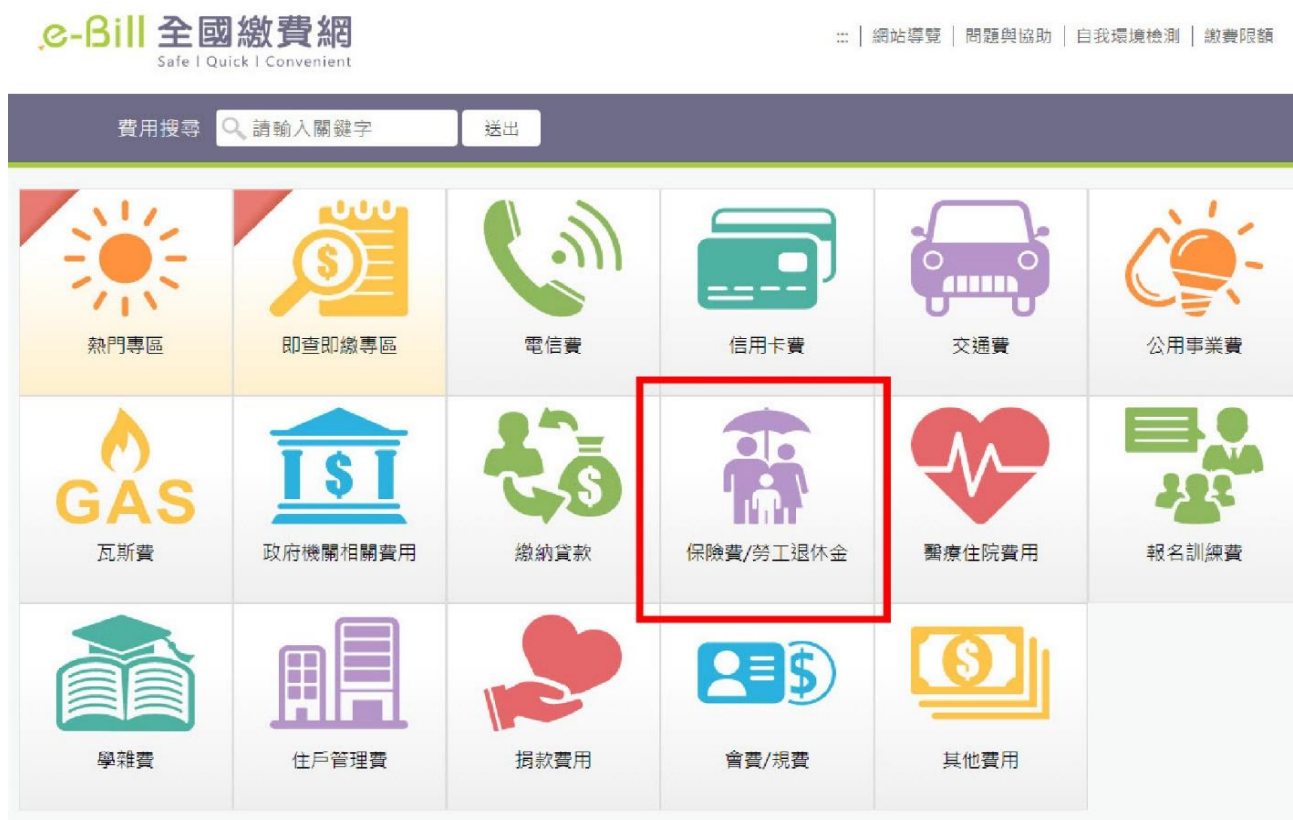 e-Bill 全國繳費網
Safe | Quick | Convenient
::: | 網站導覽 | 問題與協助 | 自我環境檢測 | 繳費限額
費用搜尋 請輸入關鍵字 送出
熱門專區 即查即繳專區 電信費 信用卡費 交通費 公用事業費
GAS
瓦斯費 政府機關相關費用 繳納貸款 保險費/勞工退休金 醫療住院費用 報名訓練費
學雜費 住戶管理費 捐款費用 會費/規費 其他費用